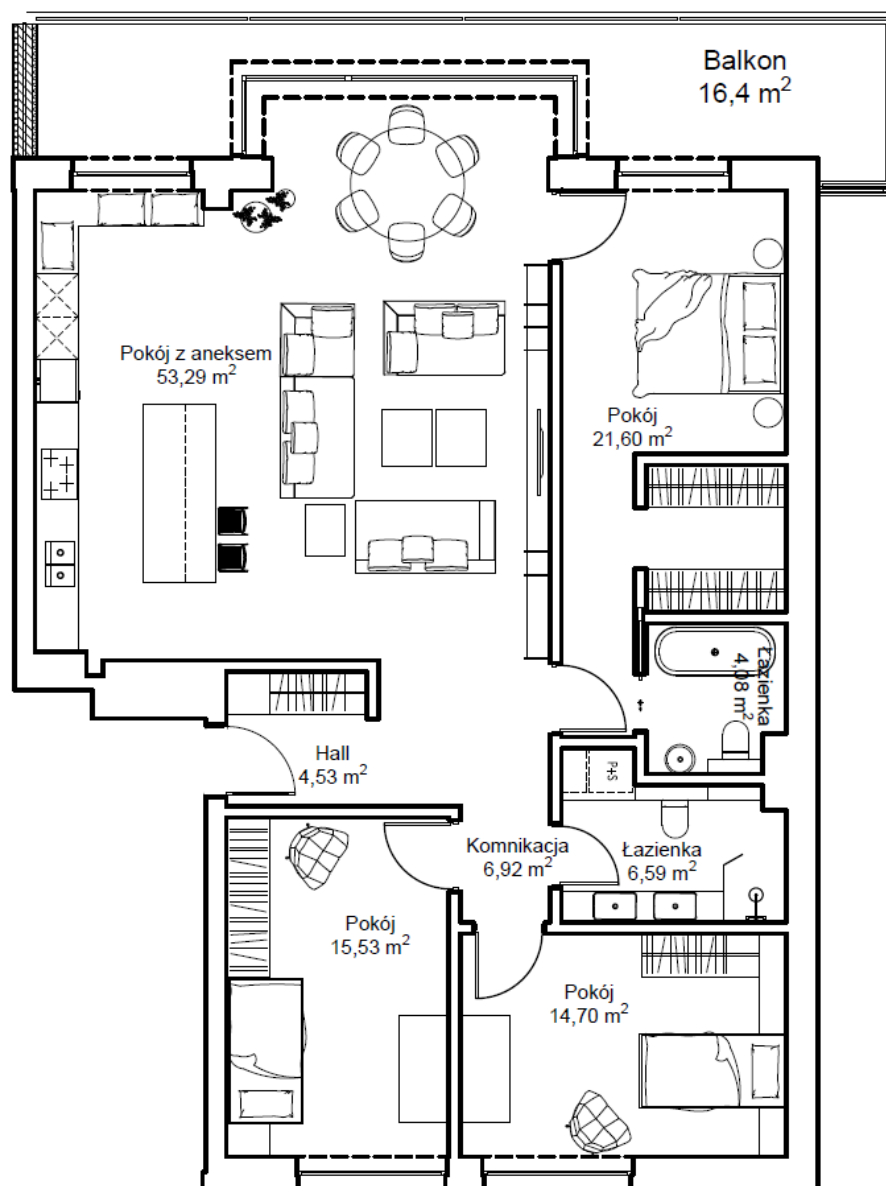 Balkon
16,4 m²
Pokój z aneksem
53,29 m²
Pokój
21,60 m²
Łazienka
4,08 m²
Hall
4,53 m²
P+S
Komnikacja
6,92 m²
Łazienka
6,59 m²
Pokój
15,53 m²
Pokój
14,70 m²